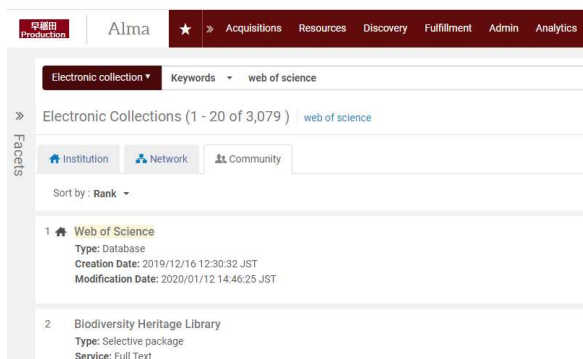 早稲田
Production
Alma
» Acquisitions Resources Discovery Fulfillment Admin Analytics
Electronic collection ▾ Keywords ▾ web of science
»
Facets
Electronic Collections (1 - 20 of 3,079 ) web of science
Institution Network Community
Sort by : Rank ▾
1 Web of Science
Type: Database
Creation Date: 2019/12/16 12:30:32 JST
Modification Date: 2020/01/12 14:46:25 JST
2 Biodiversity Heritage Library
Type: Selective package
Service: Full Text